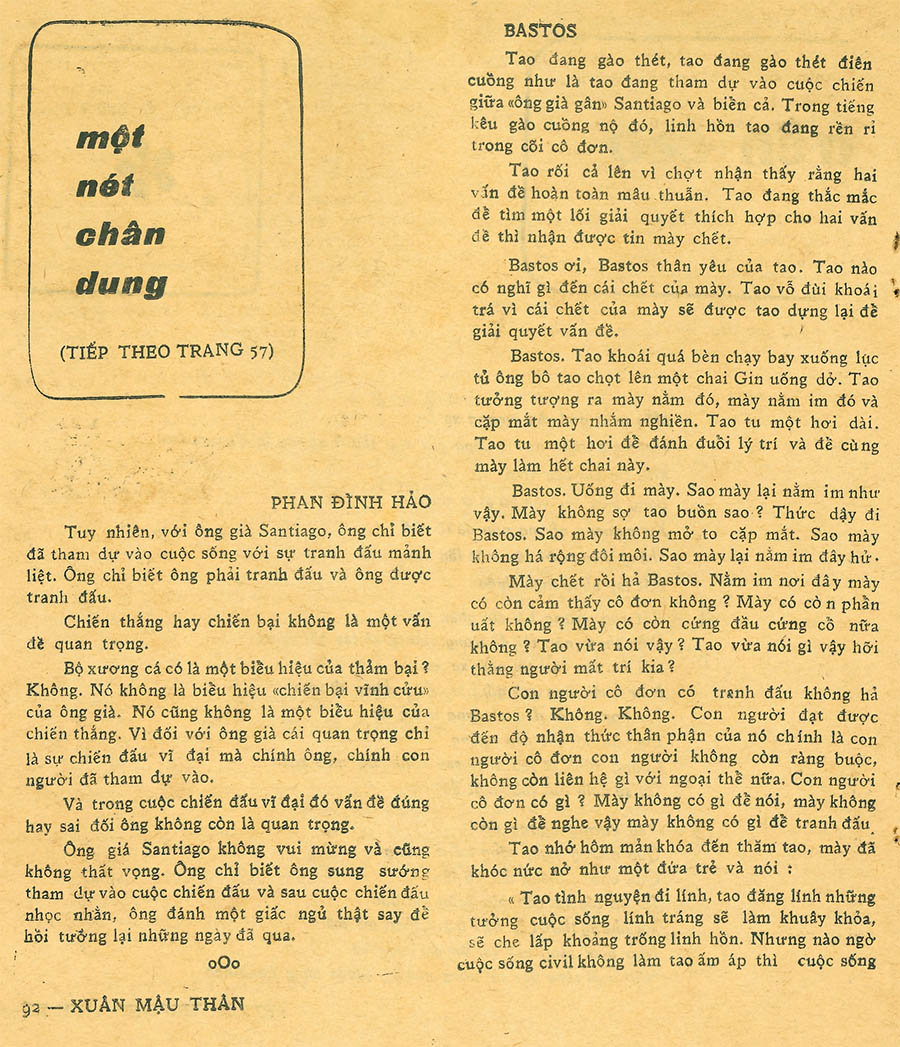 một
nét
chân
dung
(TIẾP THEO TRANG 57)
PHAN ĐÌNH HẢO
Tuy nhiên, với ông già Santiago, ông chỉ biết
đã tham dự vào cuộc sống với sự tranh đấu mảnh
liệt. Ông chỉ biết ông phải tranh đấu và ông được
tranh đấu.
Chiến thắng hay chiến bại không là một vấn
đề quan trọng.
Bộ xương cá có là một biểu hiệu của thảm bại ?
Không. Nó không là biểu hiệu «chiến bại vĩnh cửu»
của ông già. Nó cũng không là một biểu hiệu của
chiến thắng. Vì đối với ông già cái quan trọng chỉ
là sự chiến đấu vĩ đại mà chính ông, chính con
người đã tham dự vào.
Và trong cuộc chiến đấu vĩ đại đó vấn đề đúng
hay sai đối ông không còn là quan trọng.
Ông giá Santiago không vui mừng và cũng
không thất vọng. Ông chỉ biết ông sung sướng
tham dự vào cuộc chiến đấu và sau cuộc chiến đấu
nhọc nhằn, ông đánh một giấc ngủ thật say để
hồi tưởng lại những ngày đã qua.
oOo
92 — XUÂN MẬU THÂN
BASTOS
Tao đang gào thét, tao đang gào thét điên
cuồng như là tao đang tham dự vào cuộc chiến
giữa «ông già gân» Santiago và biển cả. Trong tiếng
kêu gào cuồng nộ đó, linh hồn tao đang rền rỉ
trong cõi cô đơn.
Tao rối cả lên vì chợt nhận thấy rằng hai
vấn đề hoàn toàn mâu thuẫn. Tao đang thắc mắc
để tìm một lối giải quyết thích hợp cho hai vấn
đề thì nhận được tin mày chết.
Bastos ơi, Bastos thân yêu của tao. Tao nào
có nghĩ gì đến cái chết của mày. Tao vỗ đùi khoái
trá vì cái chết của mày sẽ được tao dựng lại để
giải quyết vấn đề.
Bastos. Tao khoái quá bèn chạy bay xuống lục
tủ ông bô tao chọt lên một chai Gin uống dở. Tao
tưởng tượng ra mày nằm đó, mày nằm im đó và
cặp mắt mày nhắm nghiền. Tao tu một hơi dài.
Tao tu một hơi để đánh đuổi lý trí và để cùng
mày làm hết chai này.
Bastos. Uống đi mày. Sao mày lại nằm im như
vậy. Mày không sợ tao buồn sao ? Thức dậy đi
Bastos. Sao mày không mở to cặp mắt. Sao mày
không há rộng đôi môi. Sao mày lại nằm im đây hử.
Mày chết rồi hả Bastos. Nằm im nơi đây mày
có còn cảm thấy cô đơn không ? Mày có còn phần
uất không ? Mày có còn cứng đầu cứng cổ nữa
không ? Tao vừa nói vậy ? Tao vừa nói gì vậy hỡi
thằng người mất trí kia ?
Con người cô đơn có tranh đấu không hả
Bastos ? Không. Không. Con người đạt được
đến độ nhận thức thân phận của nó chính là con
người cô đơn con người không còn ràng buộc,
không còn liên hệ gì với ngoại thể nữa. Con người
cô đơn có gì ? Mày không có gì để nói, mày không
còn gì để nghe vậy mày không có gì để tranh đấu.
Tao nhớ hôm mản khóa đến thăm tao, mày đã
khóc nức nở như một đứa trẻ và nói :
« Tao tình nguyện đi lính, tao đăng lính những
tưởng cuộc sống lính tráng sẽ làm khuây khỏa,
sẽ che lấp khoảng trống linh hồn. Nhưng nào ngờ
cuộc sống civil không làm tao ấm áp thì cuộc sống